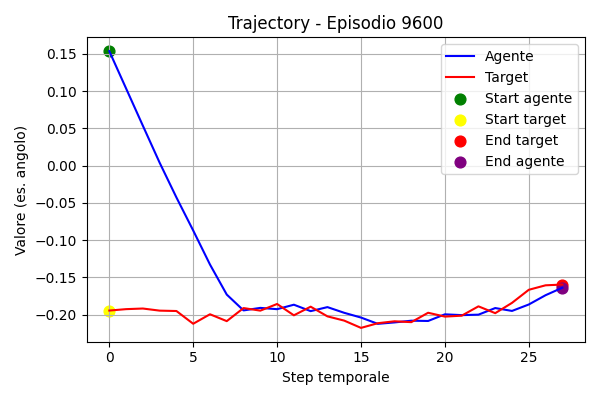 Trajectory - Episodio 9600
Valore (es. angolo)
0.15
0.10
0.05
0.00
−0.05
−0.10
−0.15
−0.20
Agente
Target
Start agente
Start target
End target
End agente
0 5 10 15 20 25
Step temporale